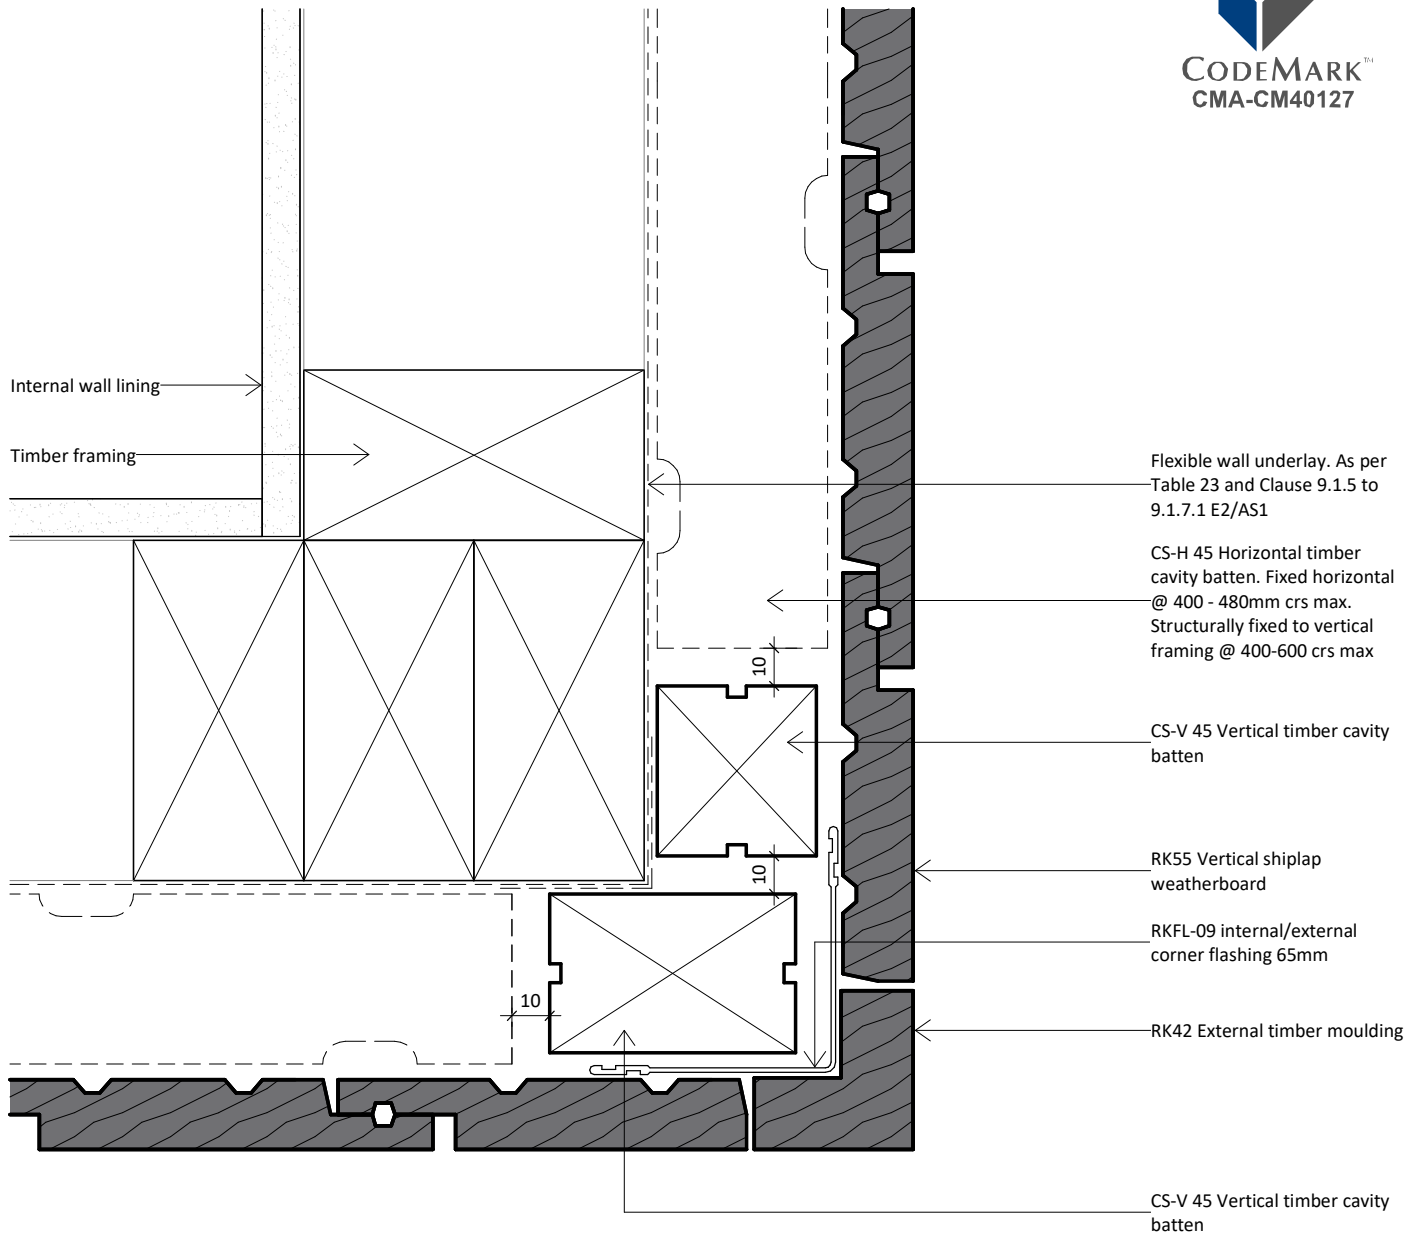 CODEMARK™
CMA-CM40127
Internal wall lining
Timber framing
Flexible wall underlay. As per
Table 23 and Clause 9.1.5 to
9.1.7.1 E2/AS1
CS-H 45 Horizontal timber
cavity batten. Fixed horizontal
@ 400 - 480mm crs max.
Structurally fixed to vertical
framing @ 400-600 crs max
10
CS-V 45 Vertical timber cavity
batten
10
RK55 Vertical shiplap
weatherboard
RKFL-09 internal/external
corner flashing 65mm
10
RK42 External timber moulding
CS-V 45 Vertical timber cavity
batten